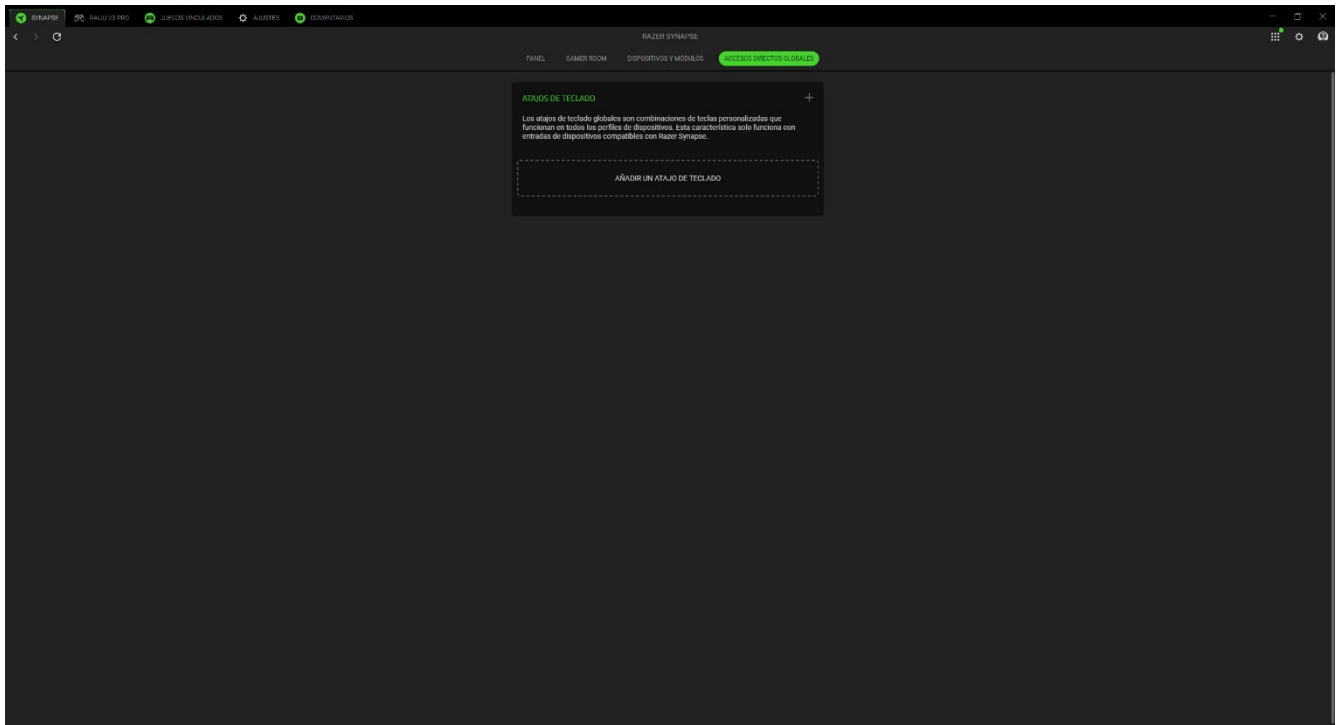 SYNAPSE
RAIJU V3 PRO
JUEGOS VINCULADOS
AJUSTES
COMENTARIOS
RAZER SYNAPSE
PANEL
GAMER ROOM
DISPOSITIVOS Y MÓDULOS
ACCESOS DIRECTOS GLOBALES
ATAJOS DE TECLADO
Los atajos de teclado globales son combinaciones de teclas personalizadas que
funcionan en todos los perfiles de dispositivos. Esta característica solo funciona con
entradas de dispositivos compatibles con Razer Synapse.
AÑADIR UN ATAJO DE TECLADO